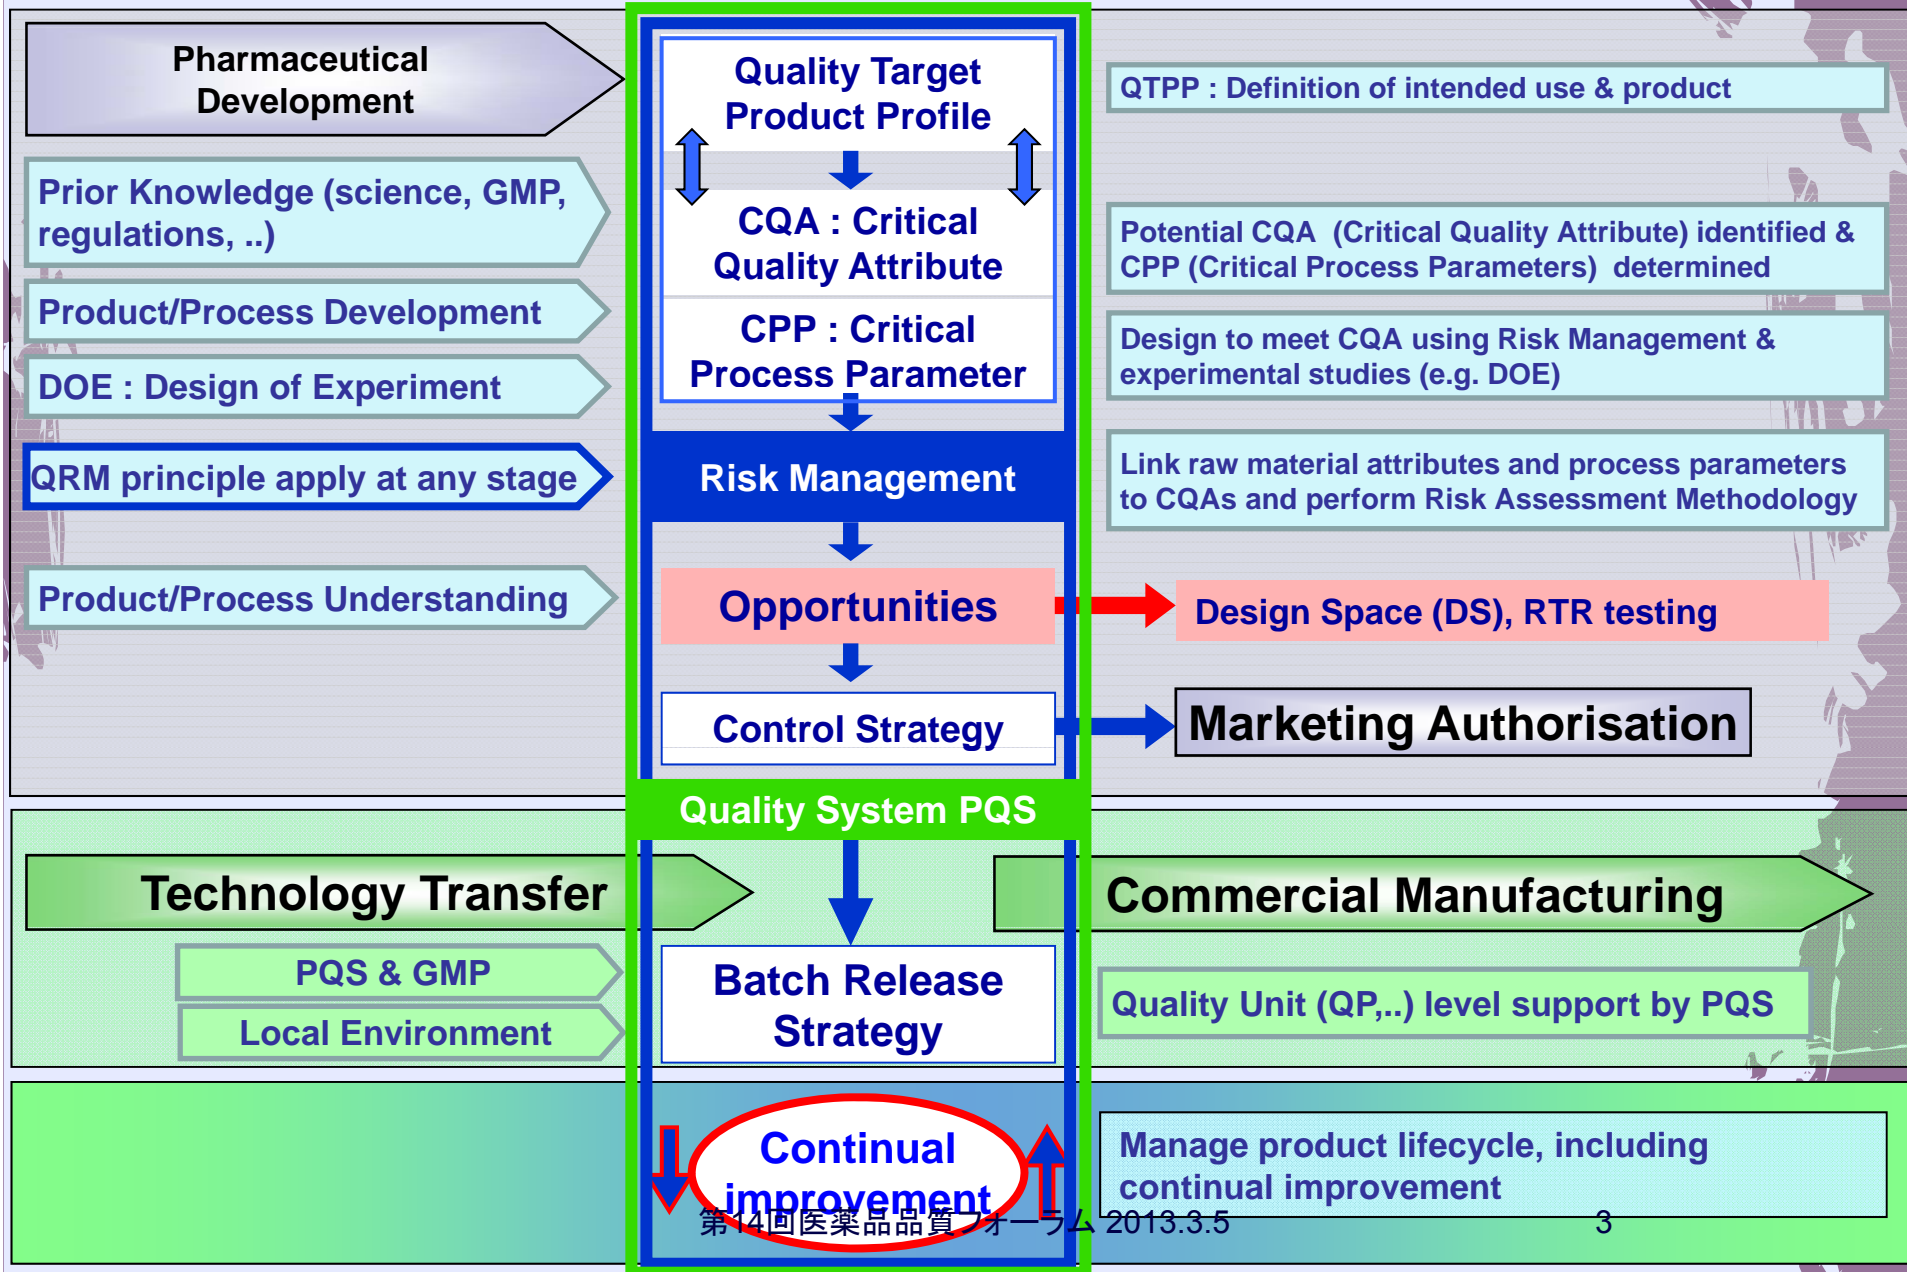 Pharmaceutical
Development
Prior Knowledge (science, GMP,
regulations, ..)
Product/Process Development
DOE : Design of Experiment
QRM principle apply at any stage
Product/Process Understanding
Quality Target
Product Profile
CQA : Critical
Quality Attribute
CPP : Critical
Process Parameter
Risk Management
Opportunities
Control Strategy
QTPP : Definition of intended use & product
Potential CQA (Critical Quality Attribute) identified &
CPP (Critical Process Parameters) determined
Design to meet CQA using Risk Management &
experimental studies (e.g. DOE)
Link raw material attributes and process parameters
to CQAs and perform Risk Assessment Methodology
Design Space (DS), RTR testing
Marketing Authorisation
Quality System PQS
Technology Transfer
PQS & GMP
Local Environment
Batch Release
Strategy
Commercial Manufacturing
Quality Unit (QP,..) level support by PQS
Continual
improvement
Manage product lifecycle, including
continual improvement
第14回医薬品品質フォーラム 2013.3.5
3